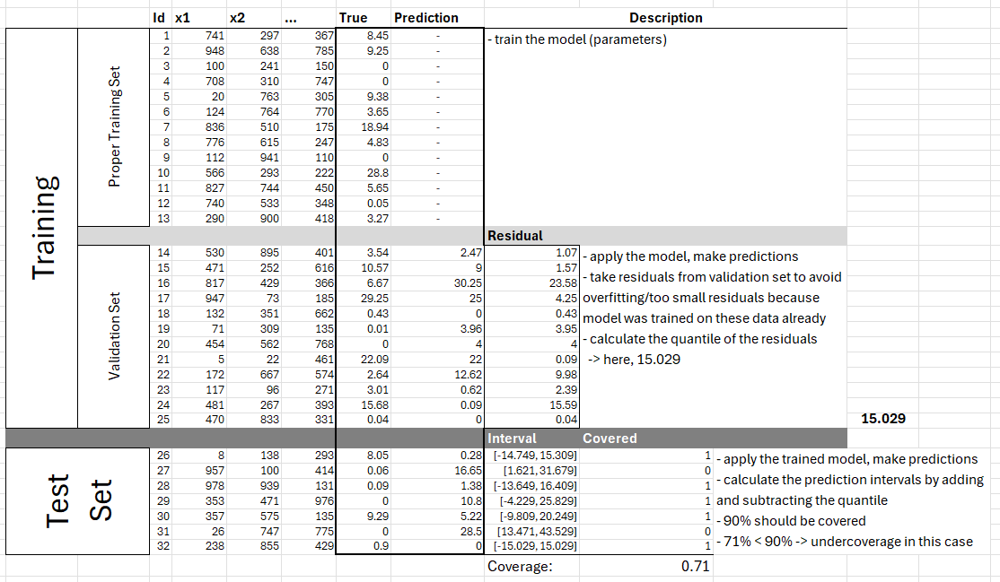 Id x1 x2 ... True Prediction Description
Training
Proper Training Set
1 741 297 367 8.45 - - train the model (parameters)
2 948 638 785 9.25 -
3 100 241 150 0 -
4 708 310 747 0 -
5 20 763 305 9.38 -
6 124 764 770 3.65 -
7 836 510 175 18.94 -
8 776 615 247 4.83 -
9 112 941 110 0 -
10 566 293 222 28.8 -
11 827 744 450 5.65 -
12 740 533 348 0.05 -
13 290 900 418 3.27 -
Residual
Validation Set
14 530 895 401 3.54 2.47 1.07
15 471 252 616 10.57 9 1.57
16 817 429 366 6.67 30.25 23.58
17 947 73 185 29.25 25 4.25
18 132 351 662 0.43 0 0.43
19 71 309 135 0.01 3.96 3.95
20 454 562 768 0 4 4
21 5 22 461 22.09 22 0.09
22 172 667 574 2.64 12.62 9.98
23 117 96 271 3.01 0.62 2.39
24 481 267 393 15.68 0.09 15.59
25 470 833 331 0.04 0 0.04
- apply the model, make predictions
- take residuals from validation set to avoid
overfitting/too small residuals because
model was trained on these data already
- calculate the quantile of the residuals
-> here, 15.029
15.029
Interval Covered
Test
Set
26 8 138 293 8.05 0.28 [-14.749, 15.309] 1
27 957 100 414 0.06 16.65 [1.621, 31.679] 0
28 978 939 131 0.09 1.38 [-13.649, 16.409] 1
29 353 471 976 0 10.8 [-4.229, 25.829] 1
30 357 575 135 9.29 5.22 [-9.809, 20.249] 1
31 26 747 775 0 28.5 [13.471, 43.529] 0
32 238 855 429 0.9 0 [-15.029, 15.029] 1
- apply the trained model, make predictions
- calculate the prediction intervals by adding
and subtracting the quantile
- 90% should be covered
- 71% < 90% -> undercoverage in this case
Coverage: 0.71